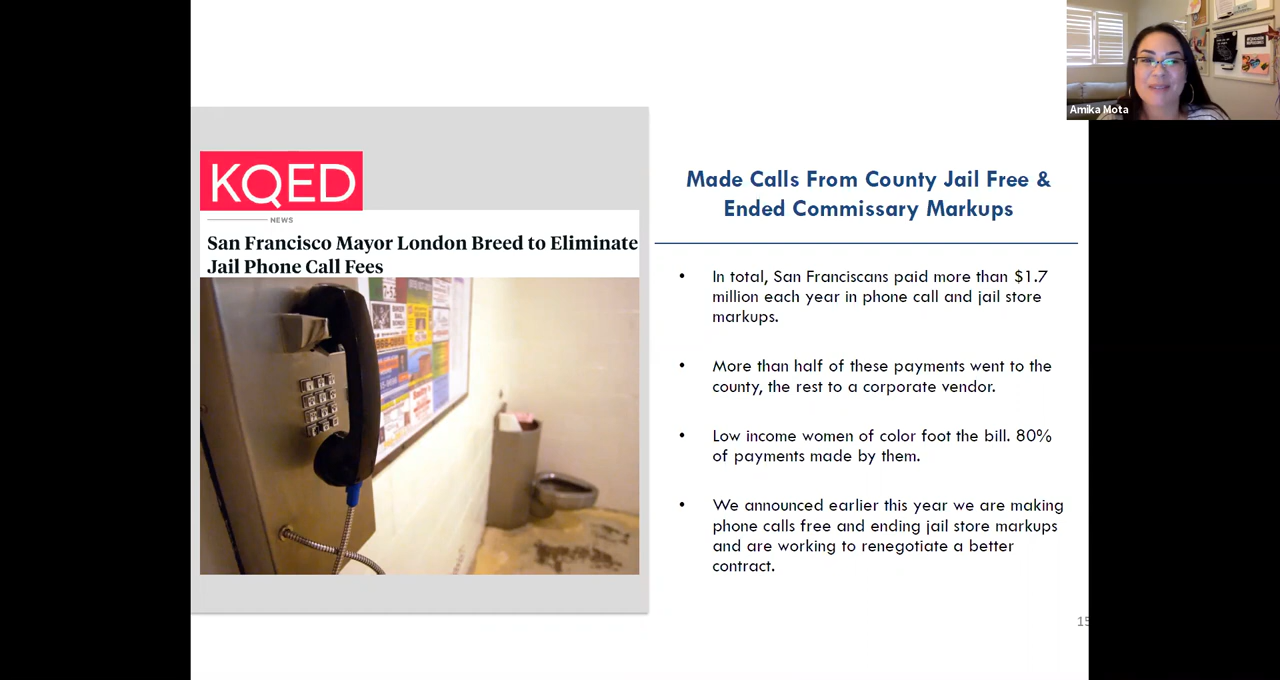 Amika Mota
KQED
NEWS
San Francisco Mayor London Breed to Eliminate
Jail Phone Call Fees
Made Calls From County Jail Free &
Ended Commissary Markups
• In total, San Franciscans paid more than $1.7
million each year in phone call and jail store
markups.
• More than half of these payments went to the
county, the rest to a corporate vendor.
• Low income women of color foot the bill. 80%
of payments made by them.
• We announced earlier this year we are making
phone calls free and ending jail store markups
and are working to renegotiate a better
contract.
15